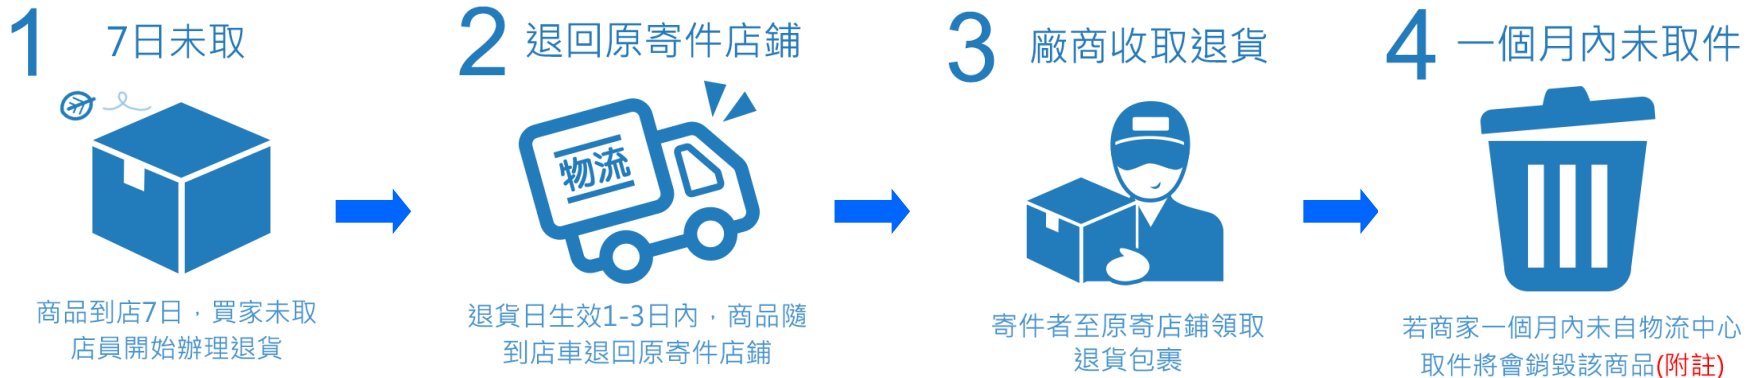 1 7日未取
物流
商品到店7日，買家未取
店員開始辦理退貨
2 退回原寄件店鋪
退貨日生效1-3日內，商品隨
到店車退回原寄件店鋪
3 廠商收取退貨
寄件者至原寄店鋪領取
退貨包裹
4 一個月內未取件
若商家一個月內未自物流中心
取件將會銷毀該商品(附註)